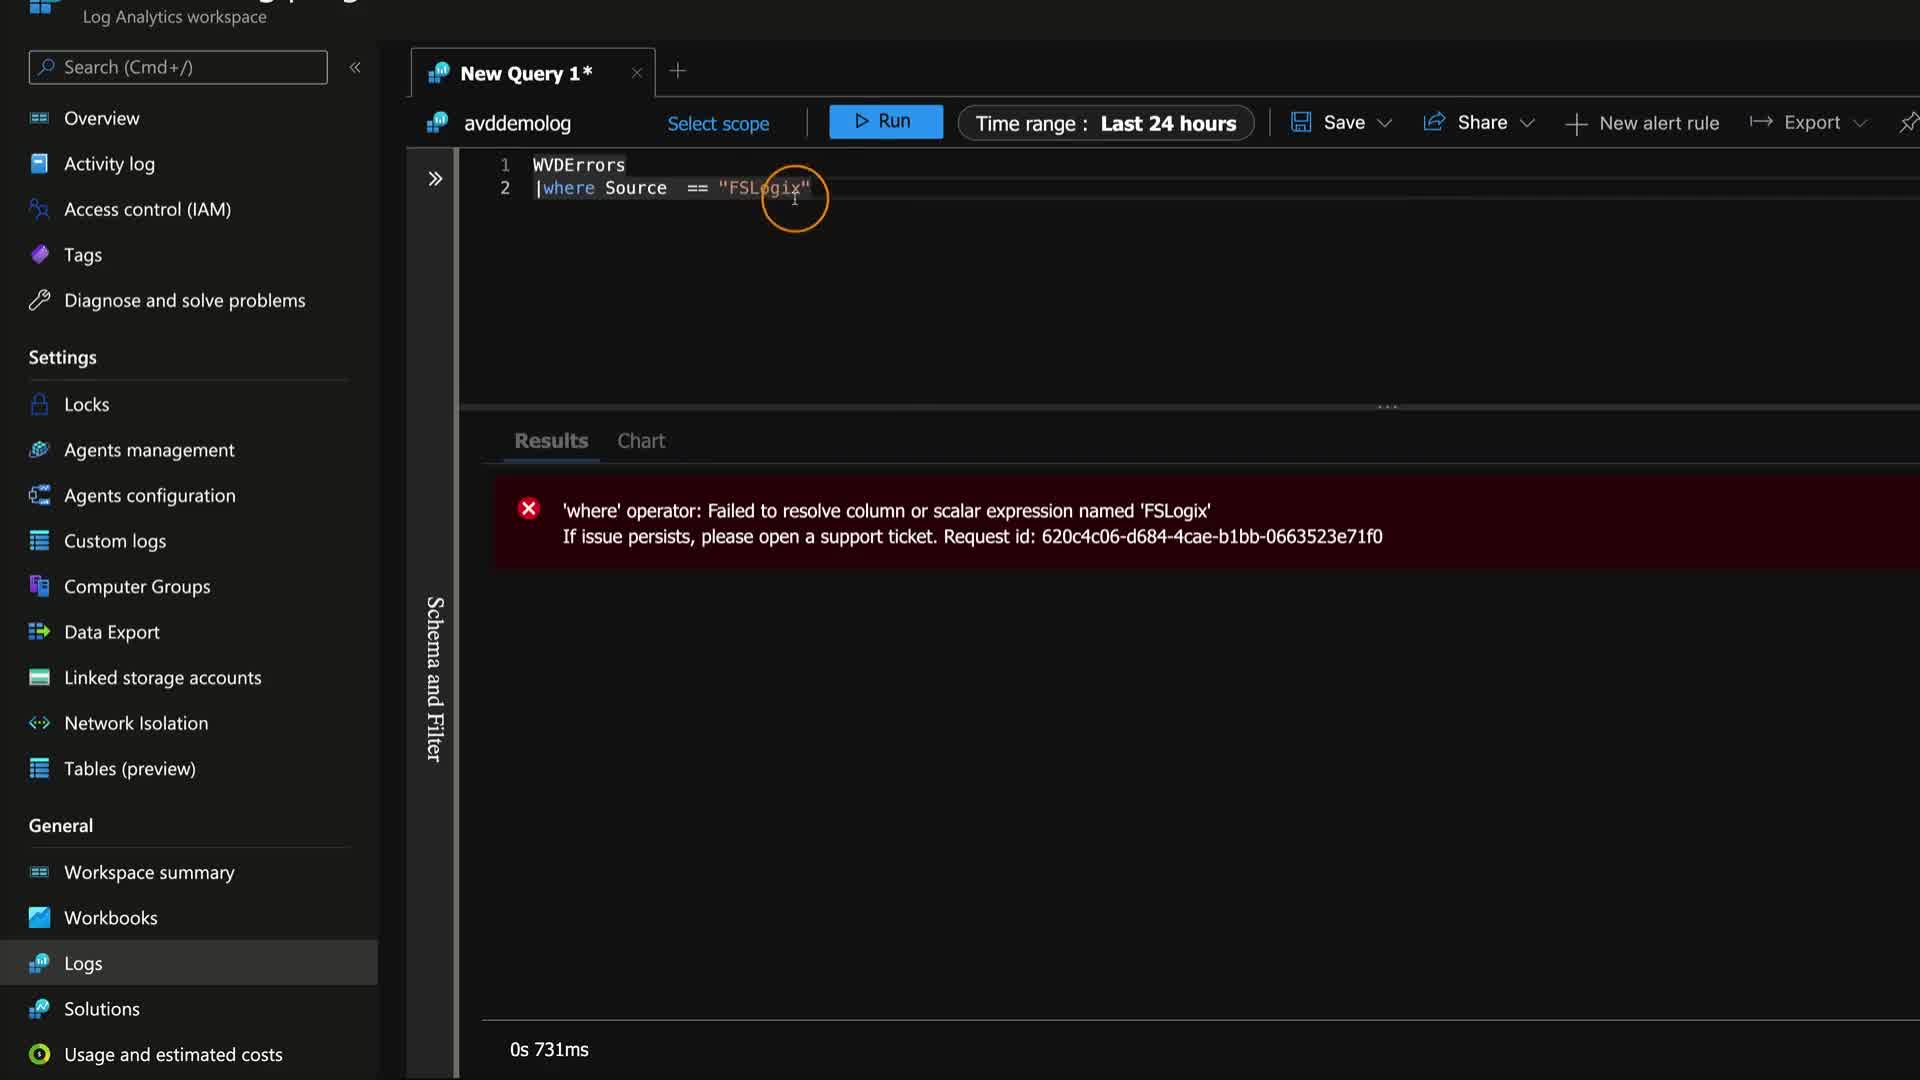 Log Analytics workspace
Search (Cmd+/)
«
Overview
Activity log
Access control (IAM)
Tags
Diagnose and solve problems
Settings
Locks
Agents management
Agents configuration
Custom logs
Computer Groups
Data Export
Linked storage accounts
Network Isolation
Tables (preview)
General
Workspace summary
Workbooks
Logs
Solutions
Usage and estimated costs
New Query 1*
avddemolog
Select scope
Run
Time range : Last 24 hours
Save
Share
New alert rule
Export
Schema and Filter
1 WVDErrors
2 |where Source  == "FSLogix"
Results
Chart
'where' operator: Failed to resolve column or scalar expression named 'FSLogix'
If issue persists, please open a support ticket. Request id: 620c4c06-d684-4cae-b1bb-0663523e71f0
0s 731ms